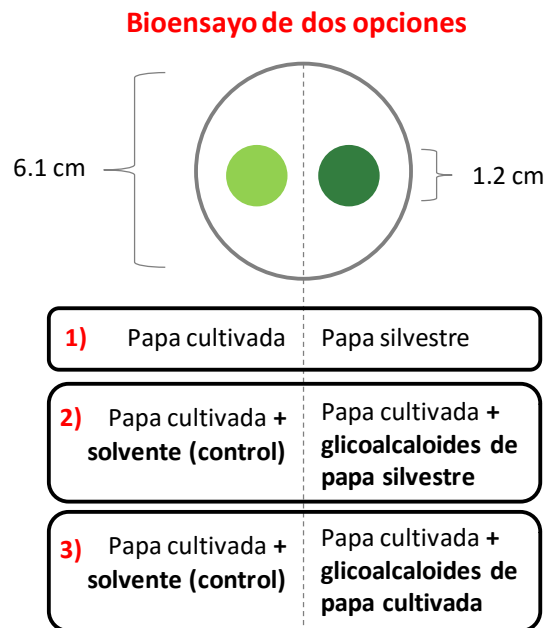 Bioensayo de dos opciones
6.1 cm
1.2 cm
1) Papa cultivada
Papa silvestre
2) Papa cultivada +
solvente (control)
Papa cultivada +
glicoalcaloides de
papa silvestre
3) Papa cultivada +
solvente (control)
Papa cultivada +
glicoalcaloides de
papa cultivada